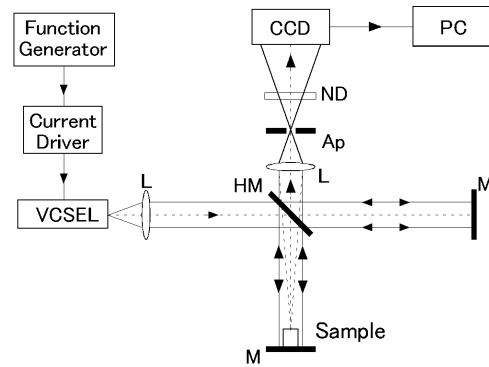 Function
Generator
Current
Driver
VCSEL
L
HM
CCD
PC
ND
Ap
L
M
Sample
M